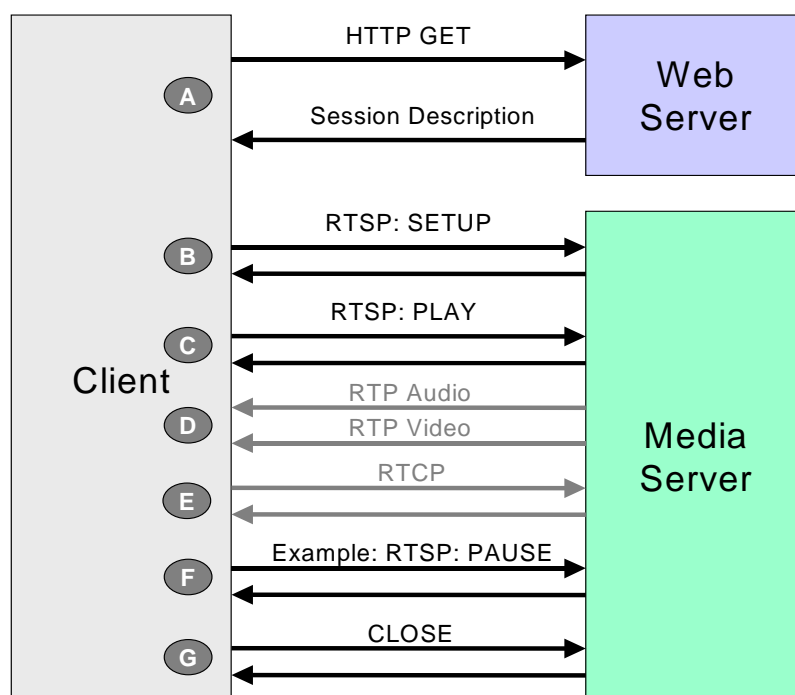 HTTP GET
Web
Server
A
Session Description
RTSP: SETUP
B
RTSP: PLAY
C
Client
RTP Audio
D
RTP Video
Media
Server
RTCP
E
Example: RTSP: PAUSE
F
CLOSE
G